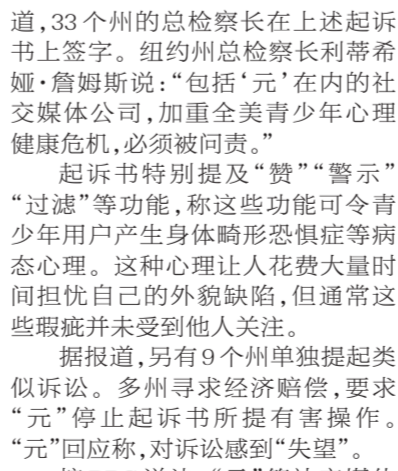 道，33个州的总检察长在上述起诉
书上签字。纽约州总检察长利蒂希
娅·詹姆斯说：“包括‘元’在内的社
交媒体公司，加重全美青少年心理
健康危机，必须被问责。”
起诉书特别提及“赞”“警示”
“过滤”等功能，称这些功能可令青
少年用户产生身体畸形恐惧症等病
态心理。这种心理让人花费大量时
间担忧自己的外貌缺陷，但通常这
些瑕疵并未受到他人关注。
据报道，另有9个州单独提起类
似诉讼。多州寻求经济赔偿，要求
“元”停止起诉书所提有害操作。
“元”回应称，对诉讼感到“失望”。